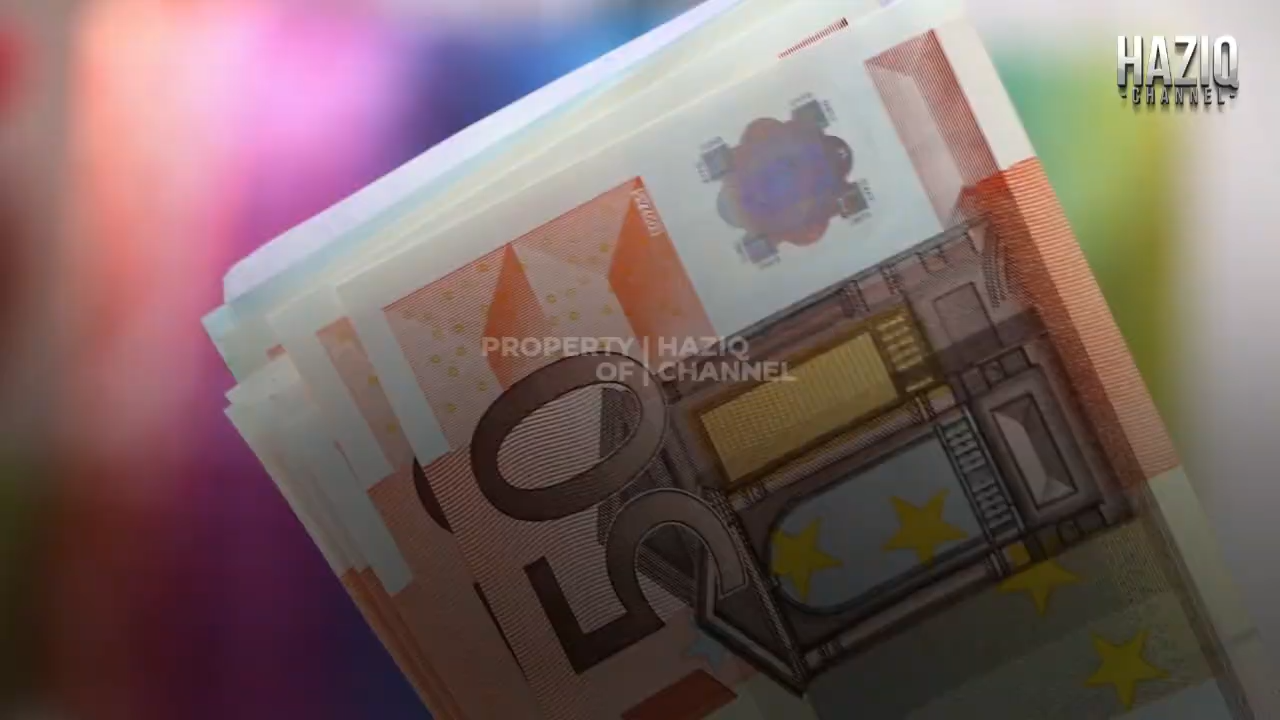 HAZIQ
-CHANNEL-
PROPERTY | HAZIQ
OF | CHANNEL
50